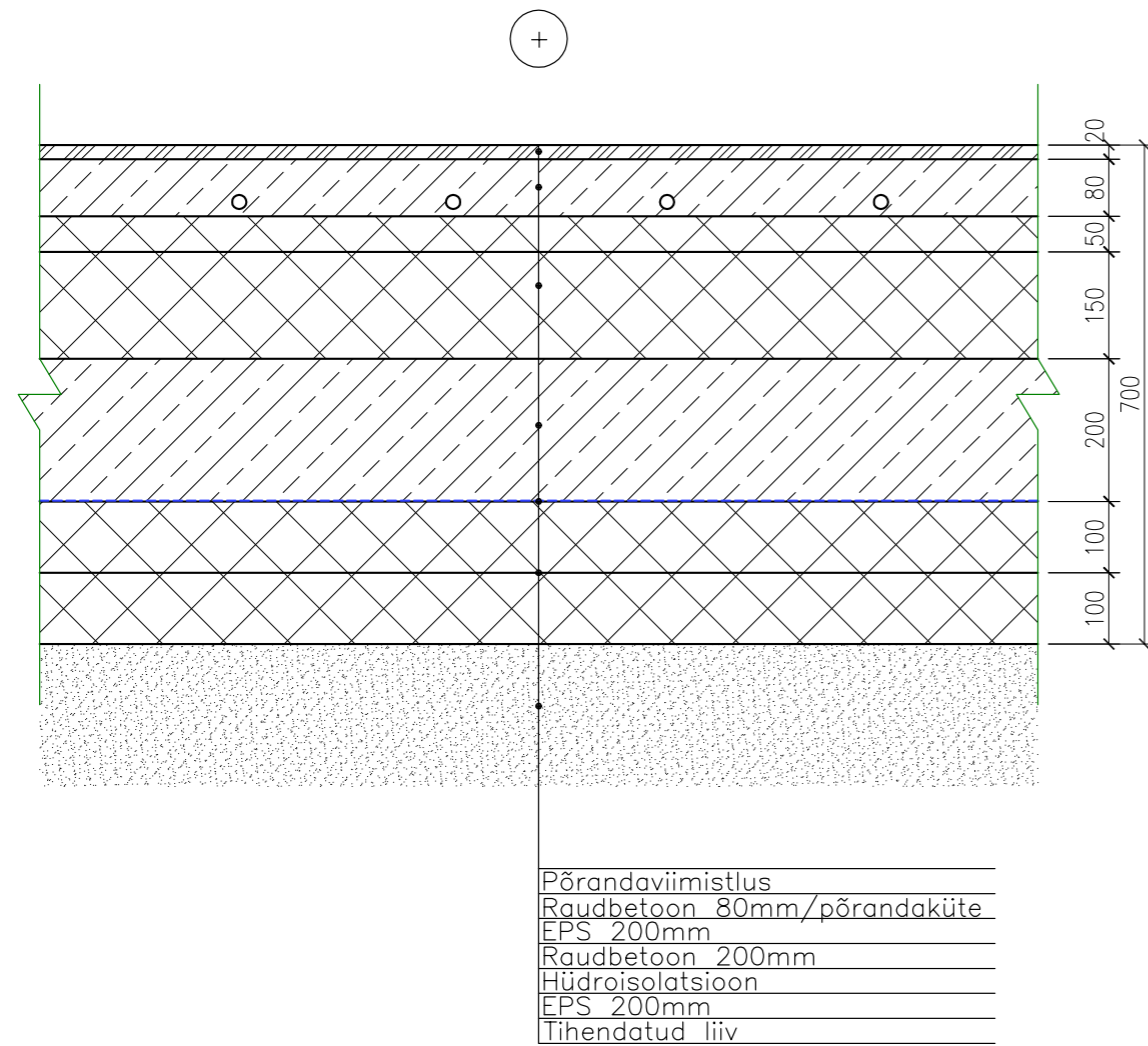 20
80
50
150
200
700
100
100
Põrandaviimistlus
Raudbetoon 80mm/põrandaküte
EPS 200mm
Raudbetoon 200mm
Hüdroisolatsioon
EPS 200mm
Tihendatud liiv